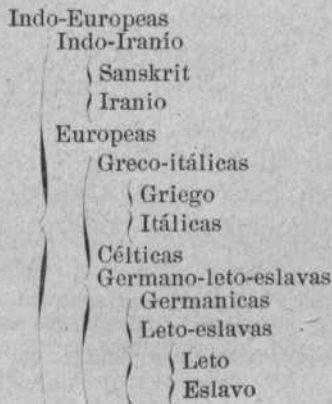 Indo-Europeas
Indo-Iranio
Sanskrit
Iranio
Europeas
Greco-itálicas
Griego
Itálicas
Célticas
Germano-leto-eslavas
Germanicas
Leto-eslavas
Leto
Eslavo